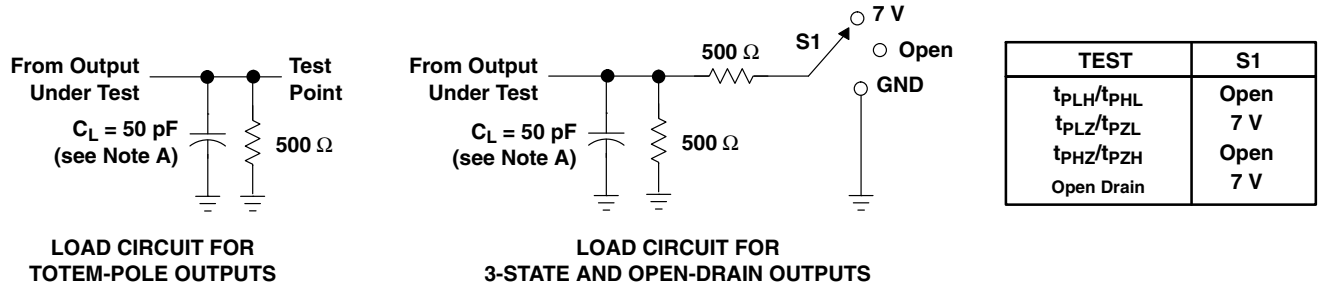 From Output
Under Test
Test
Point
CL = 50 pF
(see Note A)
500 Ω
LOAD CIRCUIT FOR
TOTEM-POLE OUTPUTS
From Output
Under Test
CL = 50 pF
(see Note A)
500 Ω
500 Ω
S1
7 V
Open
GND
LOAD CIRCUIT FOR
3-STATE AND OPEN-DRAIN OUTPUTS
TEST S1
tPLH/tPHL Open
tPLZ/tPZL 7 V
tPHZ/tPZH Open
Open Drain 7 V